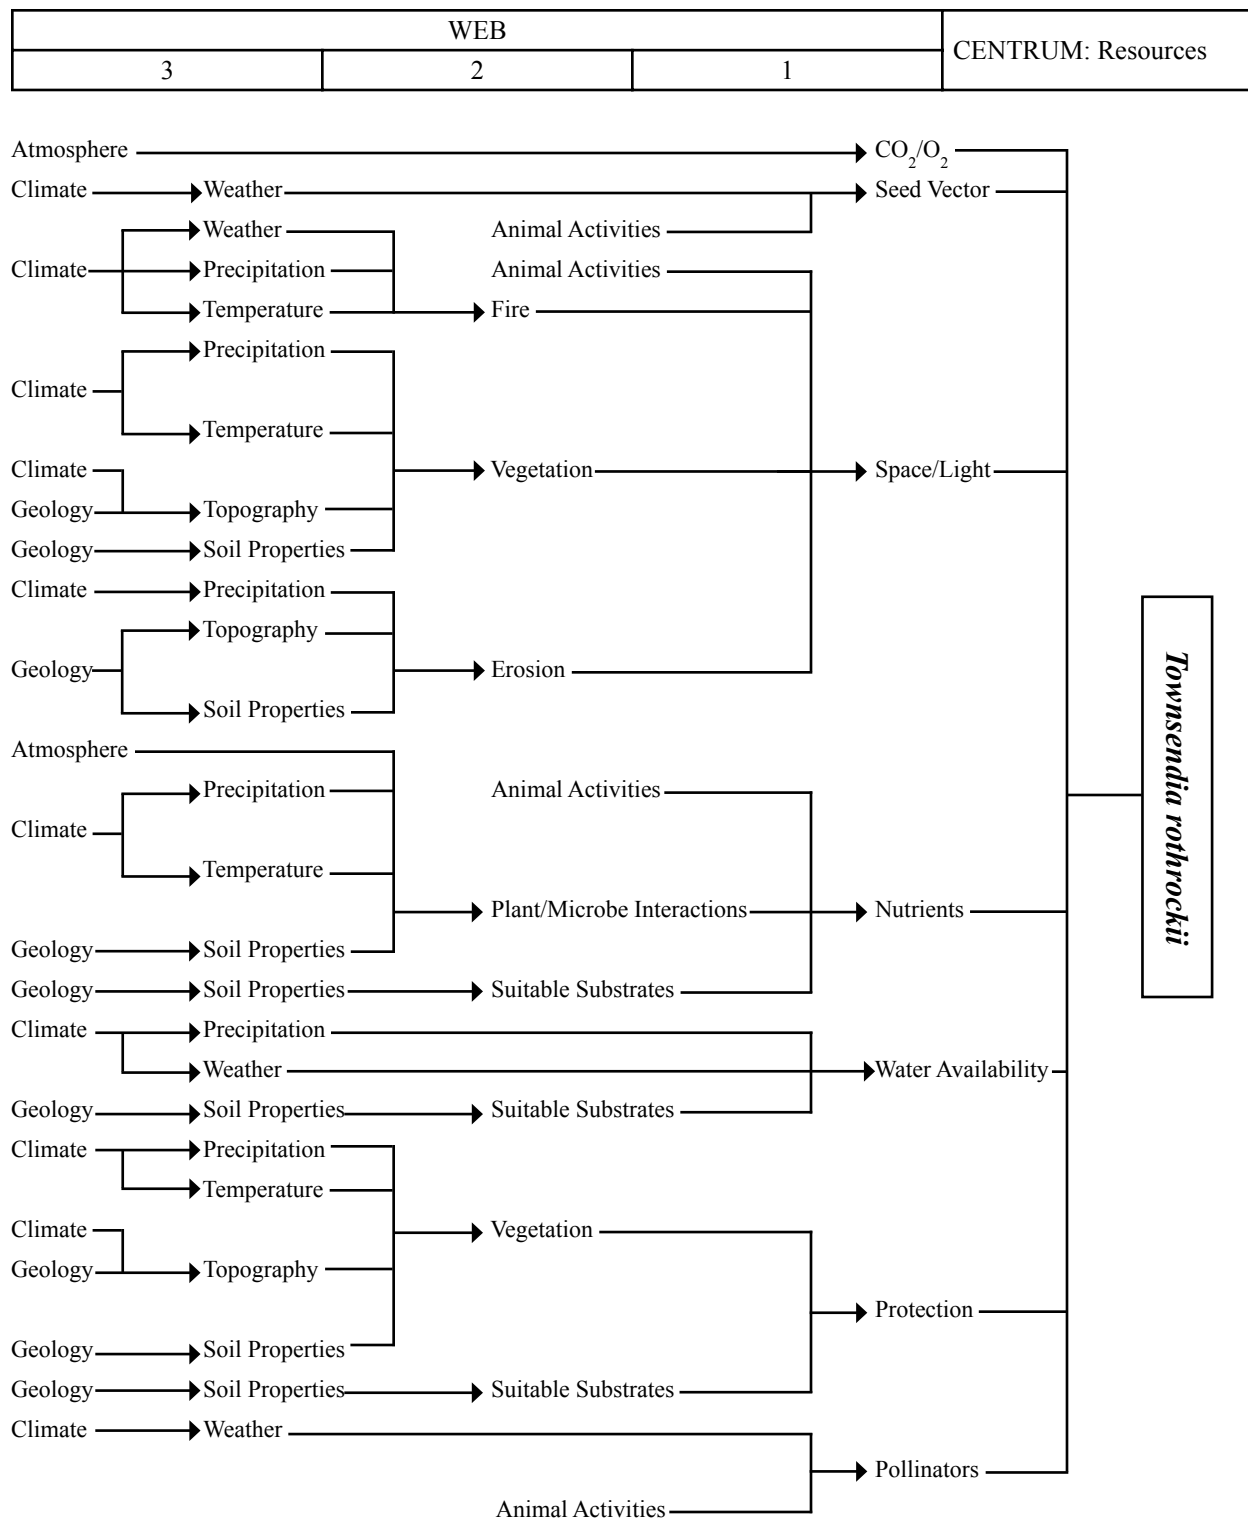 WEB
CENTRUM: Resources
3 2 1
Atmosphere CO₂/O₂
Climate Weather Seed Vector
Weather Animal Activities
Climate Precipitation Animal Activities
Temperature Fire
Precipitation
Climate
Temperature
Climate Vegetation Space/Light
Geology Topography
Geology Soil Properties
Climate Precipitation
Topography
Geology Erosion
Soil Properties
Townsendia rothrockii
Atmosphere
Precipitation Animal Activities
Climate
Temperature
Plant/Microbe Interactions Nutrients
Geology Soil Properties
Geology Soil Properties Suitable Substrates
Climate Precipitation
Weather Water Availability
Geology Soil Properties Suitable Substrates
Climate Precipitation
Temperature
Climate Vegetation
Geology Topography
Protection
Geology Soil Properties
Geology Soil Properties Suitable Substrates
Climate Weather
Pollinators
Animal Activities